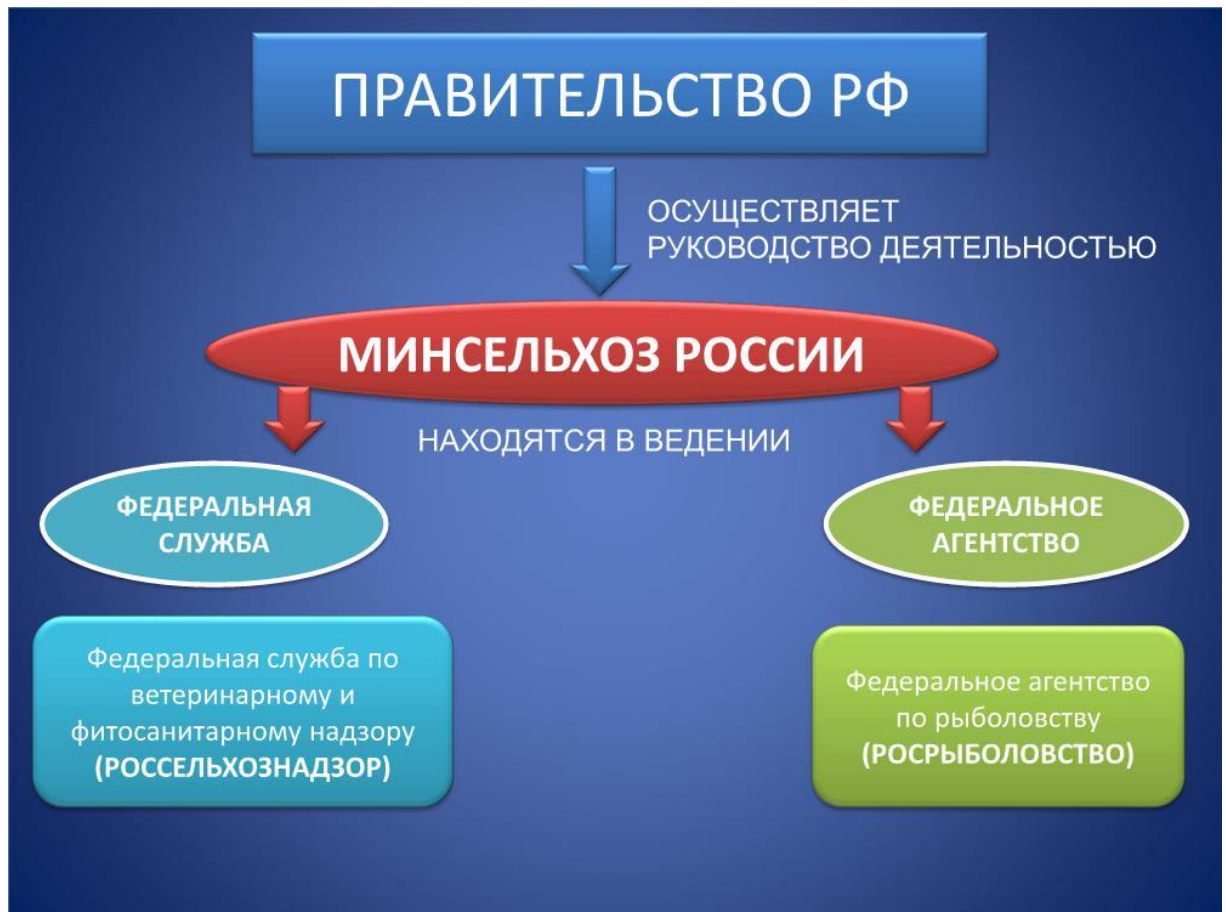 ПРАВИТЕЛЬСТВО РФ
ОСУЩЕСТВЛЯЕТ
РУКОВОДСТВО ДЕЯТЕЛЬНОСТЬЮ
МИНСЕЛЬХОЗ РОССИИ
НАХОДЯТСЯ В ВЕДЕНИИ
ФЕДЕРАЛЬНАЯ
СЛУЖБА
Федеральная служба по
ветеринарному и
фитосанитарному надзору
(РОССЕЛЬХОЗНАДЗОР)
ФЕДЕРАЛЬНОЕ
АГЕНТСТВО
Федеральное агентство
по рыболовству
(РОСРЫБОЛОВСТВО)